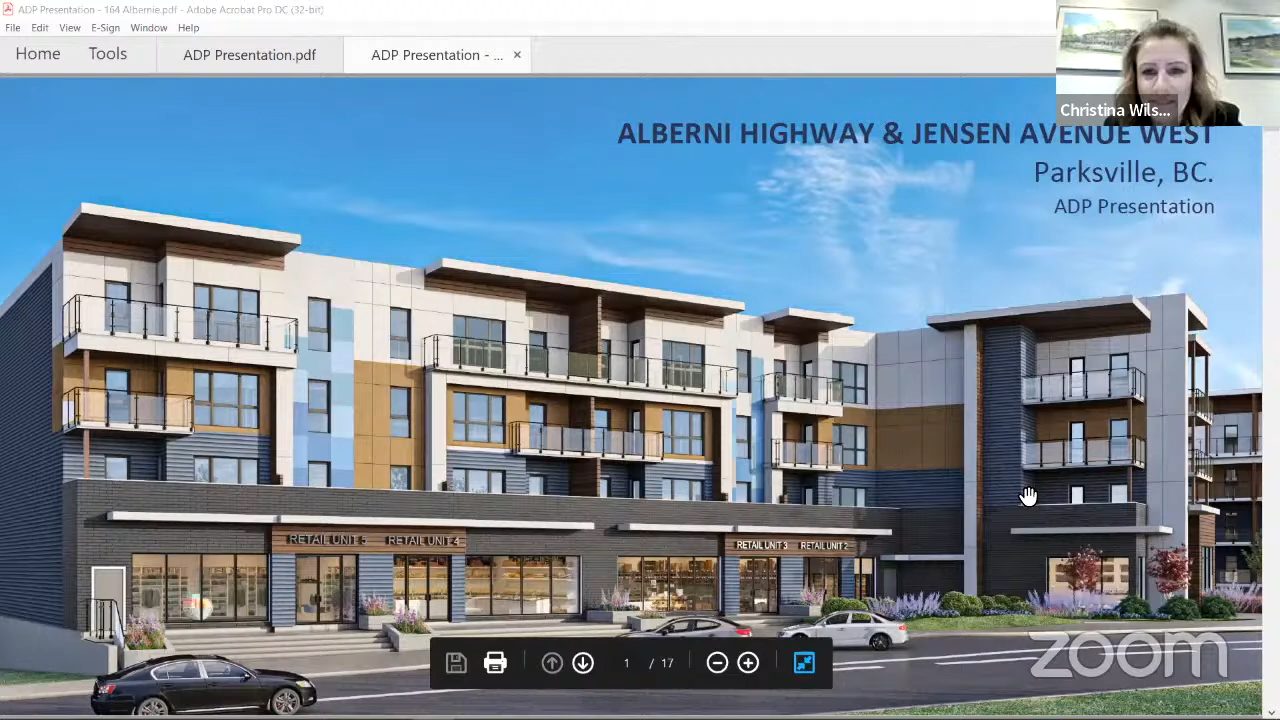 ADP Presentation - 164 Albernie.pdf - Adobe Acrobat Pro DC (32-bit)
File Edit View E-Sign Window Help
Home Tools ADP Presentation.pdf ADP Presentation - ... ×
Christina Wils...
ALBERNI HIGHWAY & JENSEN AVENUE WEST
Parksville, BC.
ADP Presentation
RETAIL UNIT 5 RETAIL UNIT 4 RETAIL UNIT 3 RETAIL UNIT 2
1 / 17
zoom